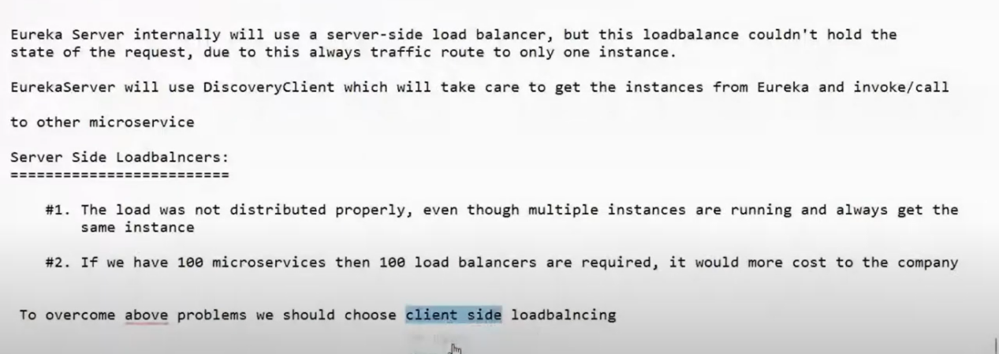 Eureka Server internally will use a server-side load balancer, but this loadbalance couldn't hold the
state of the request, due to this always traffic route to only one instance.
EurekaServer will use DiscoveryClient which will take care to get the instances from Eureka and invoke/call
to other microservice
Server Side Loadbalncers:
=========================
#1. The load was not distributed properly, even though multiple instances are running and always get the
same instance
#2. If we have 100 microservices then 100 load balancers are required, it would more cost to the company
To overcome above problems we should choose client side loadbalncing